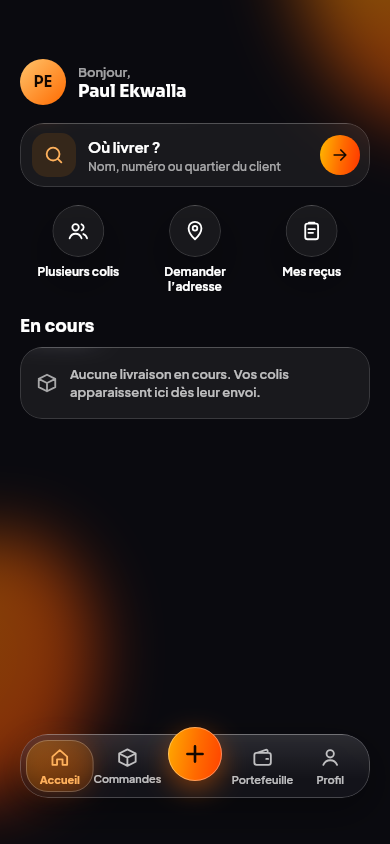 Bonjour,
PE
Paul Ekwalla
Où livrer ?
Nom, numéro ou quartier du client
Plusieurs colis
Demander
l'adresse
Mes reçus
En cours
Aucune livraison en cours. Vos colis
apparaissent ici dès leur envoi.
Accueil
Commandes
Portefeuille
Profil